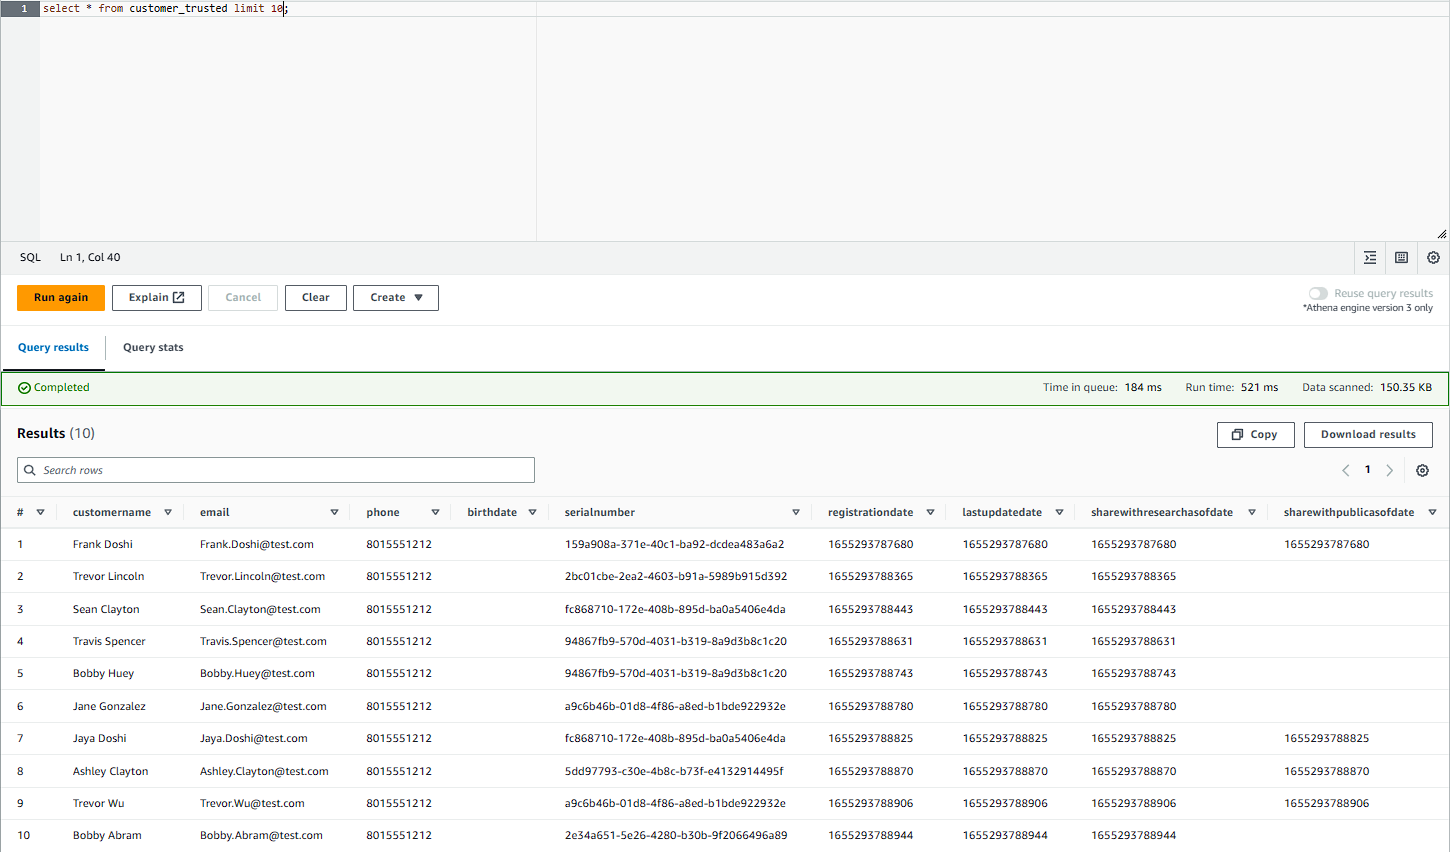 1 select * from customer_trusted limit 10;
SQL Ln 1, Col 40
Run again Explain Cancel Clear Create Reuse query results
*Athena engine version 3 only
Query results Query stats
Completed Time in queue: 184 ms Run time: 521 ms Data scanned: 150.35 KB
Results (10) Copy Download results
Search rows 1
# customername email phone birthdate serialnumber registrationdate lastupdatedate sharewithresearchasofdate sharewithpublicasofdate
1 Frank Doshi Frank.Doshi@test.com 8015551212 159a908a-371e-40c1-ba92-dcdea483a6a2 1655293787680 1655293787680 1655293787680 1655293787680
2 Trevor Lincoln Trevor.Lincoln@test.com 8015551212 2bc01cbe-2ea2-4603-b91a-5989b915d392 1655293788365 1655293788365 1655293788365
3 Sean Clayton Sean.Clayton@test.com 8015551212 fc868710-172e-408b-895d-ba0a5406e4da 1655293788443 1655293788443 1655293788443
4 Travis Spencer Travis.Spencer@test.com 8015551212 94867fb9-570d-4031-b319-8a9d3b8c1c20 1655293788631 1655293788631 1655293788631
5 Bobby Huey Bobby.Huey@test.com 8015551212 94867fb9-570d-4031-b319-8a9d3b8c1c20 1655293788743 1655293788743 1655293788743
6 Jane Gonzalez Jane.Gonzalez@test.com 8015551212 a9c6b46b-01d8-4f86-a8ed-b1bde922932e 1655293788780 1655293788780 1655293788780
7 Jaya Doshi Jaya.Doshi@test.com 8015551212 fc868710-172e-408b-895d-ba0a5406e4da 1655293788825 1655293788825 1655293788825 1655293788825
8 Ashley Clayton Ashley.Clayton@test.com 8015551212 5dd97793-c30e-4b8c-b73f-e4132914495f 1655293788870 1655293788870 1655293788870 1655293788870
9 Trevor Wu Trevor.Wu@test.com 8015551212 a9c6b46b-01d8-4f86-a8ed-b1bde922932e 1655293788906 1655293788906 1655293788906 1655293788906
10 Bobby Abram Bobby.Abram@test.com 8015551212 2e34a651-5e26-4280-b30b-9f2066496a89 1655293788944 1655293788944 1655293788944